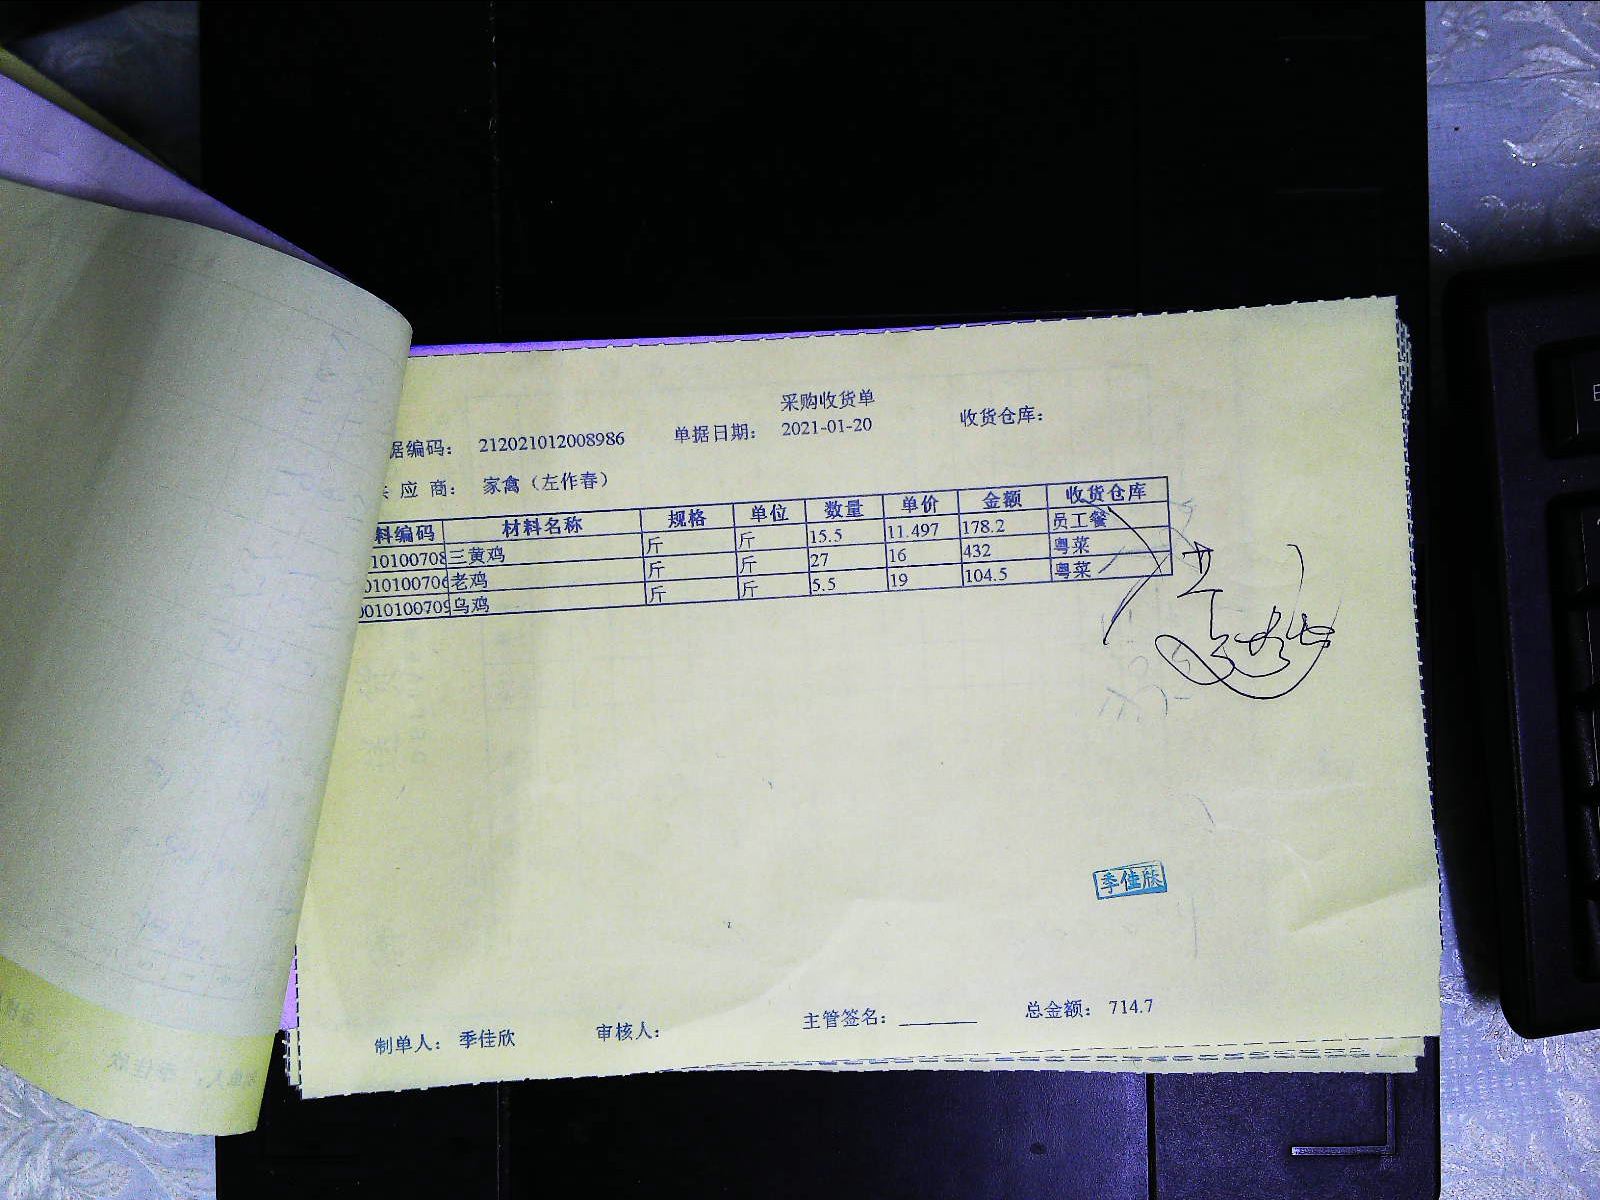 采购收货单
据编码： 212021012008986 单据日期： 2021-01-20 收货仓库：
应 商： 家禽（左作春）
料编码 材料名称 规格 单位 数量 单价 金额 收货仓库
10100708 三黄鸡 斤 斤 15.5 11.497 178.2 员工餐
010100706 老鸡 斤 斤 27 16 432 粤菜
0010100709 乌鸡 斤 斤 5.5 19 104.5 粤菜
季佳欣
制单人： 季佳欣 审核人： 主管签名： 总金额： 714.7